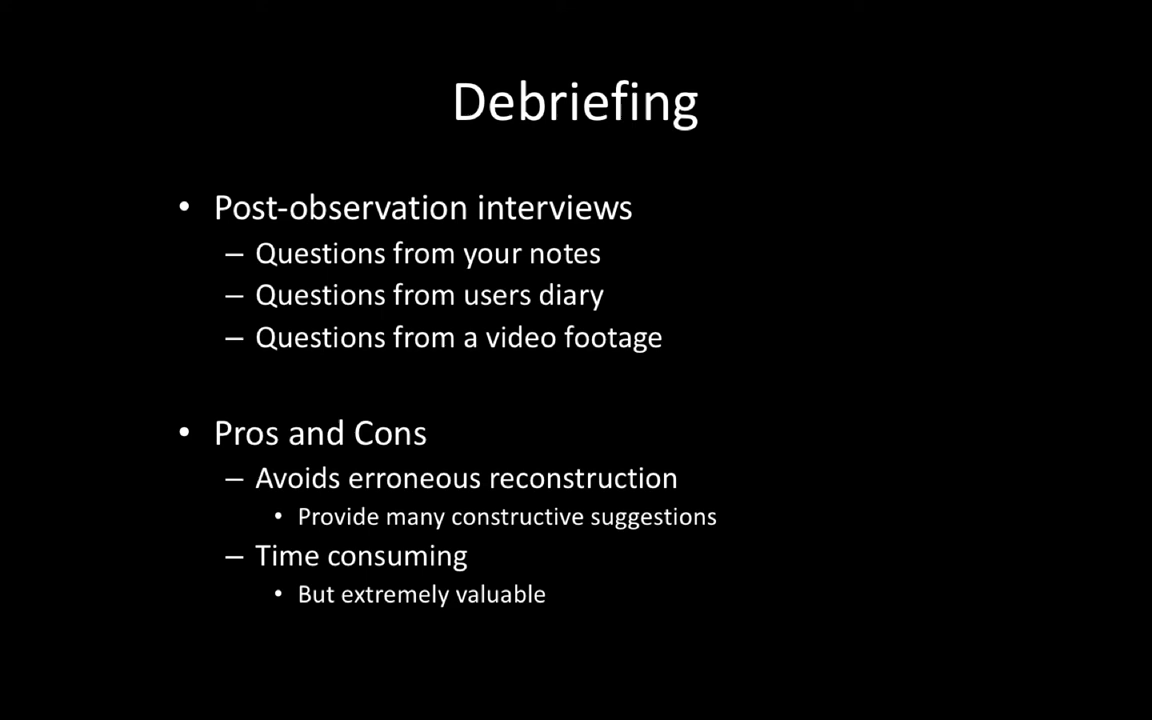 Debriefing
• Post-observation interviews
– Questions from your notes
– Questions from users diary
– Questions from a video footage
• Pros and Cons
– Avoids erroneous reconstruction
• Provide many constructive suggestions
– Time consuming
• But extremely valuable